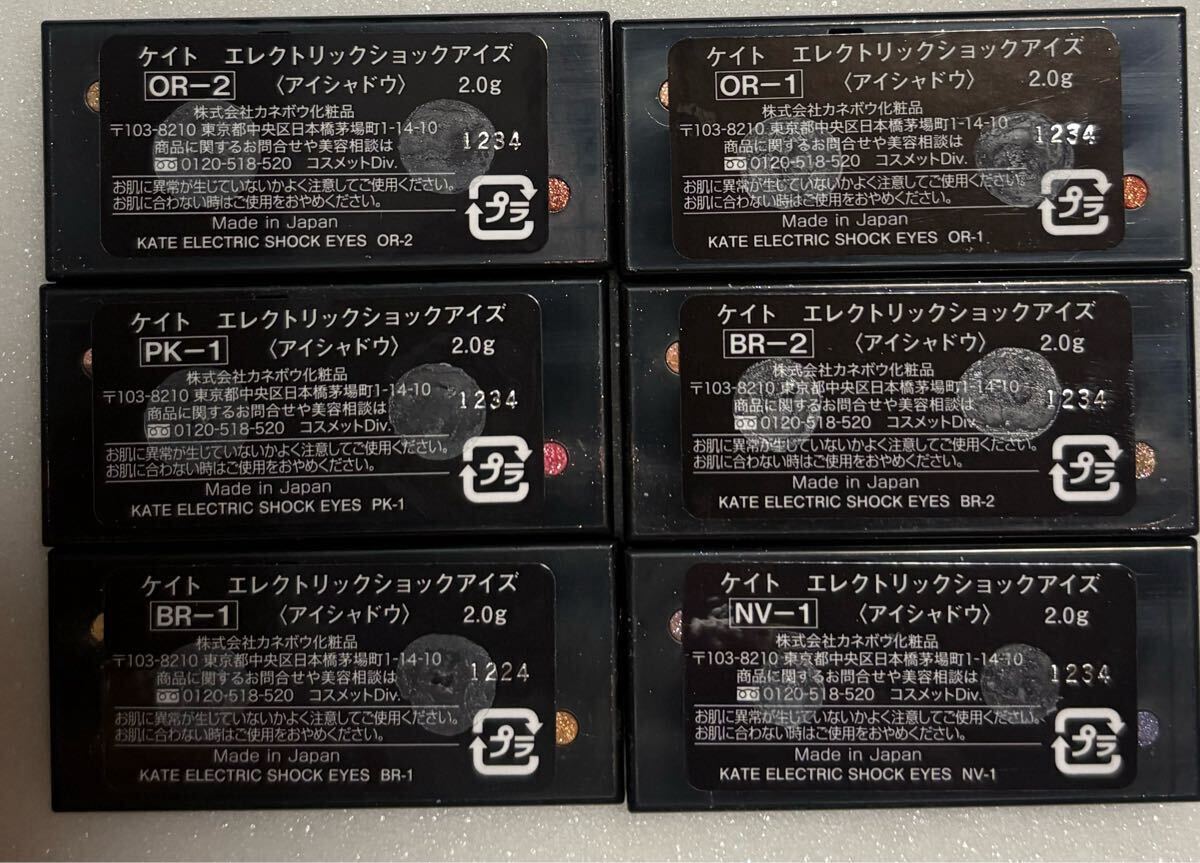 ケイト エレクトリックショックアイズ
OR-2 〈アイシャドウ〉 2.0g
株式会社カネボウ化粧品
〒103-8210 東京都中央区日本橋茅場町1-14-10
商品に関するお問合せや美容相談は
0120-518-520 コスメットDiv.
1234
お肌に異常が生じていないかよく注意してご使用ください。
お肌に合わない時はご使用をおやめください。
プラ
Made in Japan
KATE ELECTRIC SHOCK EYES OR-2
ケイト エレクトリックショックアイズ
OR-1 〈アイシャドウ〉 2.0g
株式会社カネボウ化粧品
〒103-8210 東京都中央区日本橋茅場町1-14-10
商品に関するお問合せや美容相談は
0120-518-520 コスメットDiv.
1234
お肌に異常が生じていないかよく注意してご使用ください。
お肌に合わない時はご使用をおやめください。
プラ
Made in Japan
KATE ELECTRIC SHOCK EYES OR-1
ケイト エレクトリックショックアイズ
PK-1 〈アイシャドウ〉 2.0g
株式会社カネボウ化粧品
〒103-8210 東京都中央区日本橋茅場町1-14-10
商品に関するお問合せや美容相談は
0120-518-520 コスメットDiv.
1234
お肌に異常が生じていないかよく注意してご使用ください。
お肌に合わない時はご使用をおやめください。
プラ
Made in Japan
KATE ELECTRIC SHOCK EYES PK-1
ケイト エレクトリックショックアイズ
BR-2 〈アイシャドウ〉 2.0g
株式会社カネボウ化粧品
〒103-8210 東京都中央区日本橋茅場町1-14-10
商品に関するお問合せや美容相談は
0120-518-520 コスメットDiv.
1234
お肌に異常が生じていないかよく注意してご使用ください。
お肌に合わない時はご使用をおやめください。
プラ
Made in Japan
KATE ELECTRIC SHOCK EYES BR-2
ケイト エレクトリックショックアイズ
BR-1 〈アイシャドウ〉 2.0g
株式会社カネボウ化粧品
〒103-8210 東京都中央区日本橋茅場町1-14-10
商品に関するお問合せや美容相談は
0120-518-520 コスメットDiv.
1224
お肌に異常が生じていないかよく注意してご使用ください。
お肌に合わない時はご使用をおやめください。
プラ
Made in Japan
KATE ELECTRIC SHOCK EYES BR-1
ケイト エレクトリックショックアイズ
NV-1 〈アイシャドウ〉 2.0g
株式会社カネボウ化粧品
〒103-8210 東京都中央区日本橋茅場町1-14-10
商品に関するお問合せや美容相談は
0120-518-520 コスメットDiv.
1234
お肌に異常が生じていないかよく注意してご使用ください。
お肌に合わない時はご使用をおやめください。
プラ
Made in Japan
KATE ELECTRIC SHOCK EYES NV-1